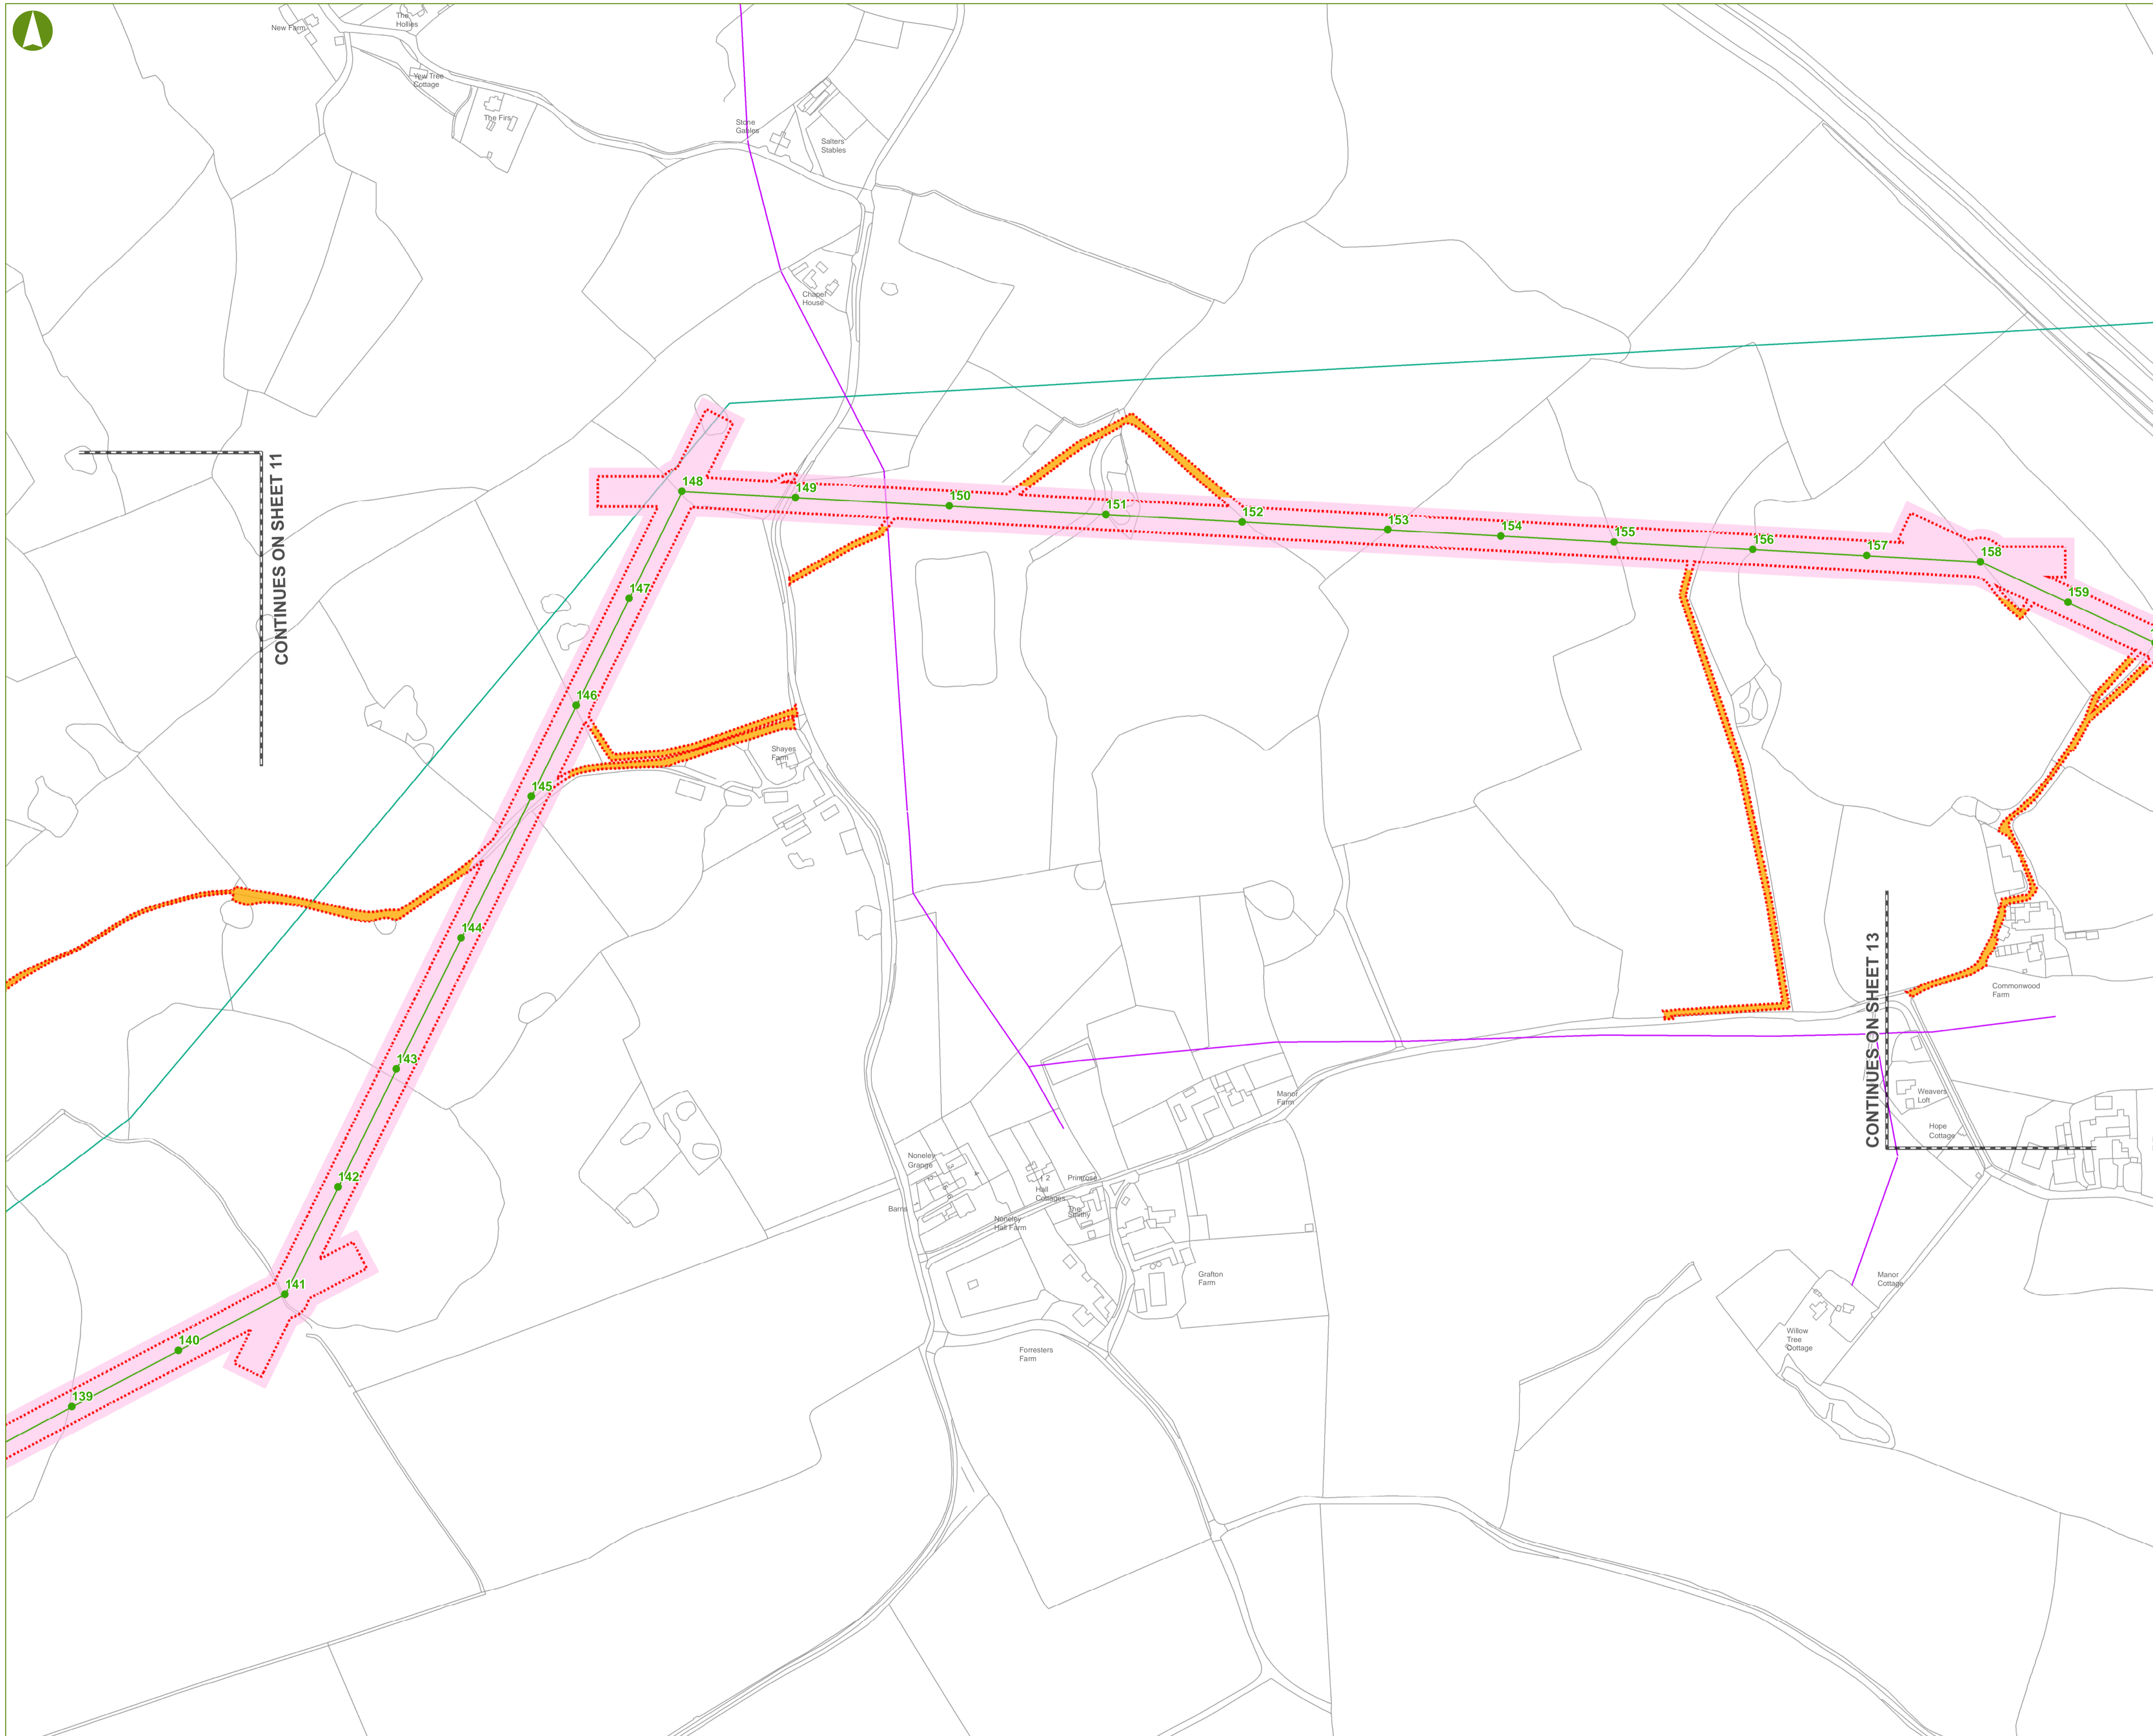 The
Hollies
New Farm
Yew Tree
Cottage
The Firs
Stone
Gables
Salters
Stables
Chapel
House
CONTINUES ON SHEET 11
148
149
150
151
152
153
154
155
156
157
158
159
147
146
145
144
143
142
141
140
139
Shayes
Farm
CONTINUES ON SHEET 13
Commonwood
Farm
Weavers
Loft
Hope
Cottage
Manor
Farm
Noneley
Grange
1 2
Hall
Cottages
Primrose
The
Smithy
Barns
Noneley
Hall Farm
Grafton
Farm
Forresters
Farm
Manor
Cottage
Willow
Tree
Cottage